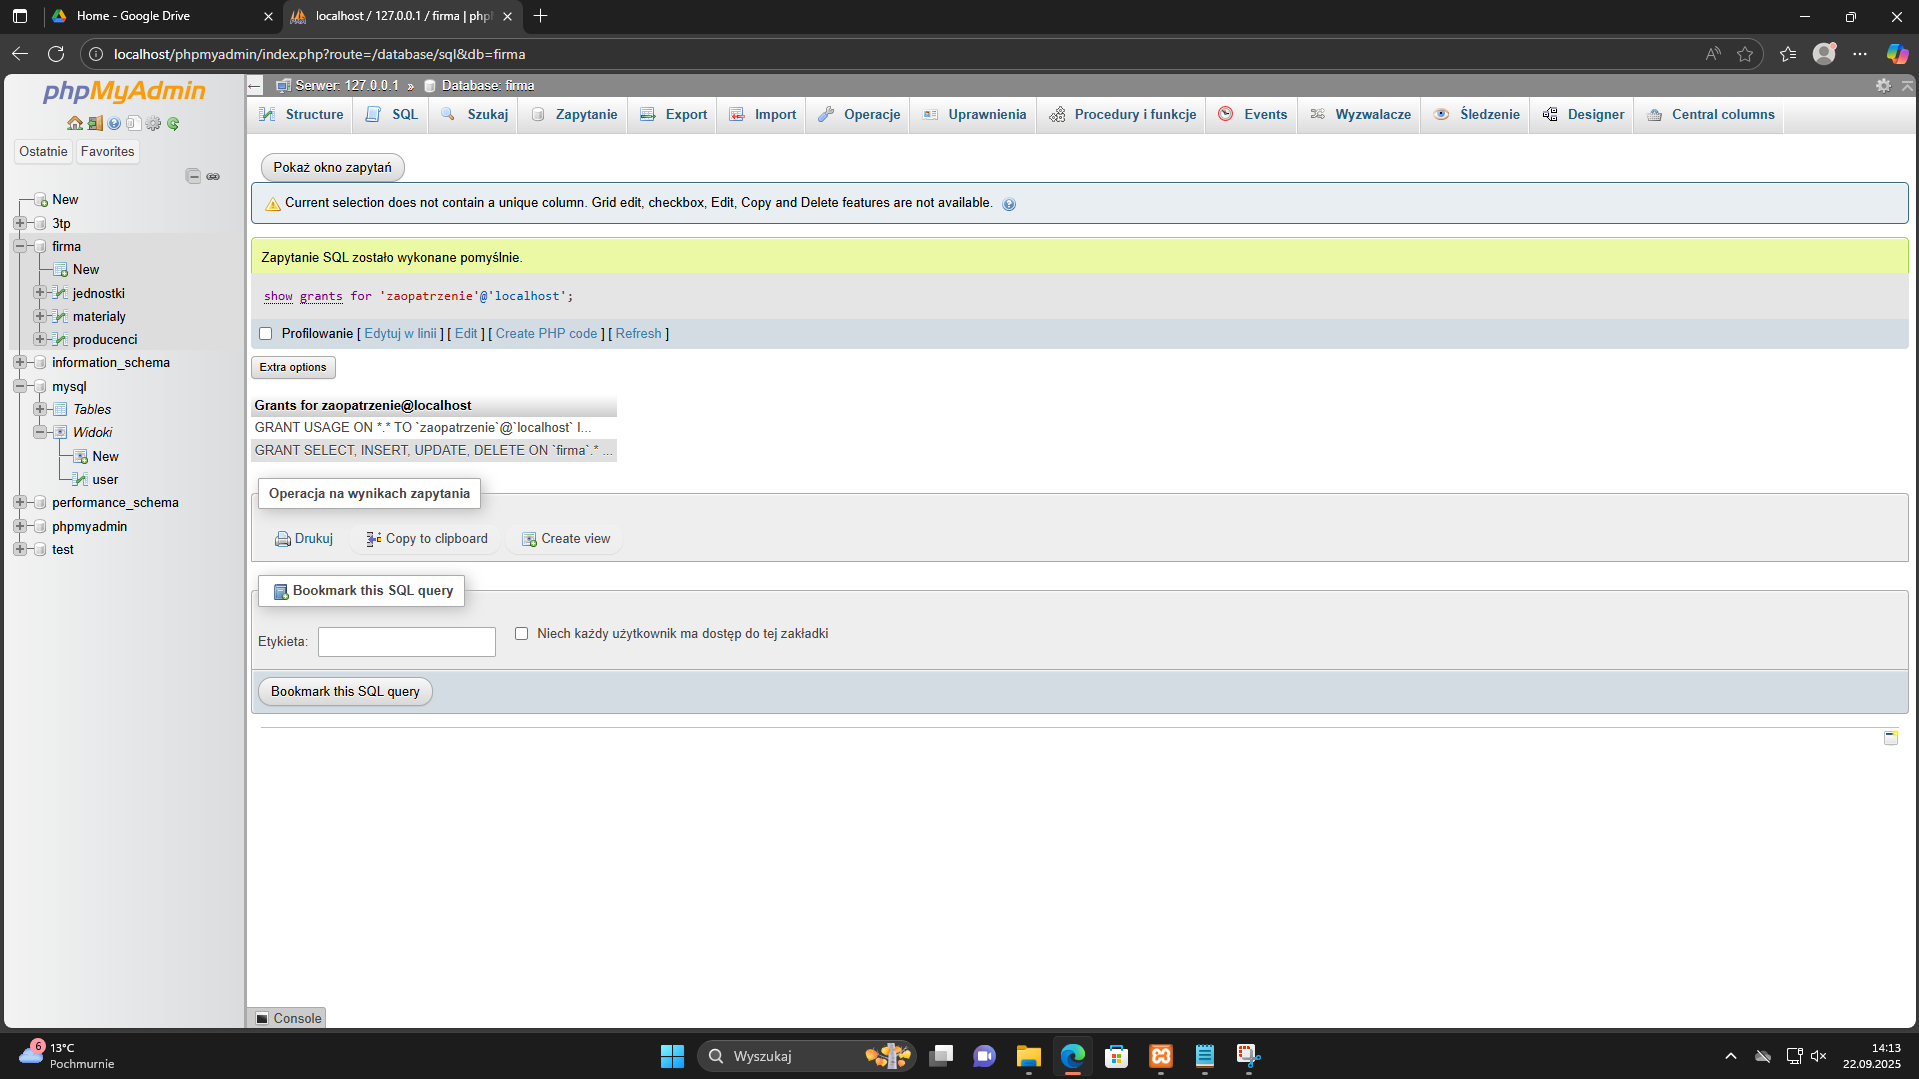 Home - Google Drive
localhost / 127.0.0.1 / firma | php
localhost/phpmyadmin/index.php?route=/database/sql&db=firma
phpMyAdmin
Ostatnie
Favorites
New
3tp
firma
New
jednostki
materialy
producenci
information_schema
mysql
Tables
Widoki
New
user
performance_schema
phpmyadmin
test
Serwer: 127.0.0.1 » Database: firma
Structure
SQL
Szukaj
Zapytanie
Export
Import
Operacje
Uprawnienia
Procedury i funkcje
Events
Wyzwalacze
Śledzenie
Designer
Central columns
Pokaż okno zapytań
Current selection does not contain a unique column. Grid edit, checkbox, Edit, Copy and Delete features are not available.
Zapytanie SQL zostało wykonane pomyślnie.
show grants for 'zaopatrzenie'@'localhost';
Profilowanie [ Edytuj w linii ] [ Edit ] [ Create PHP code ] [ Refresh ]
Extra options
Grants for zaopatrzenie@localhost
GRANT USAGE ON *.* TO `zaopatrzenie`@`localhost` I...
GRANT SELECT, INSERT, UPDATE, DELETE ON `firma`.* ...
Operacja na wynikach zapytania
Drukuj
Copy to clipboard
Create view
Bookmark this SQL query
Etykieta:
Niech każdy użytkownik ma dostęp do tej zakładki
Bookmark this SQL query
Console
6
13°C
Pochmurnie
Wyszukaj
14:13
22.09.2025